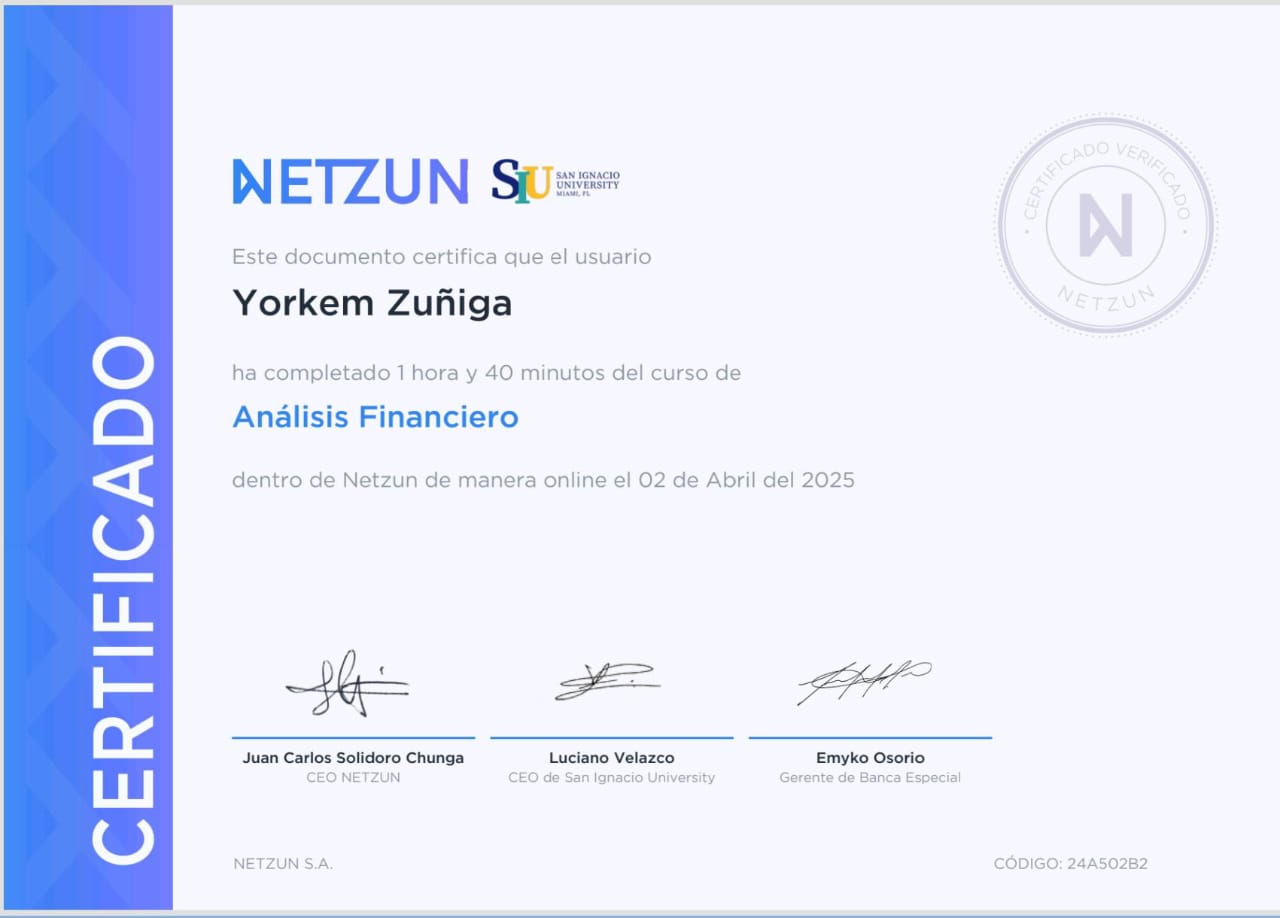 CERTIFICADO
NETZUN
SIU
SAN IGNACIO
UNIVERSITY
MIAMI, FL
CERTIFICADO VERIFICADO
N
NETZUN
Este documento certifica que el usuario
Yorkem Zuñiga
ha completado 1 hora y 40 minutos del curso de
Análisis Financiero
dentro de Netzun de manera online el 02 de Abril del 2025
Juan Carlos Solidoro Chunga
CEO NETZUN
Luciano Velazco
CEO de San Ignacio University
Emyko Osorio
Gerente de Banca Especial
NETZUN S.A.
CÓDIGO: 24A502B2